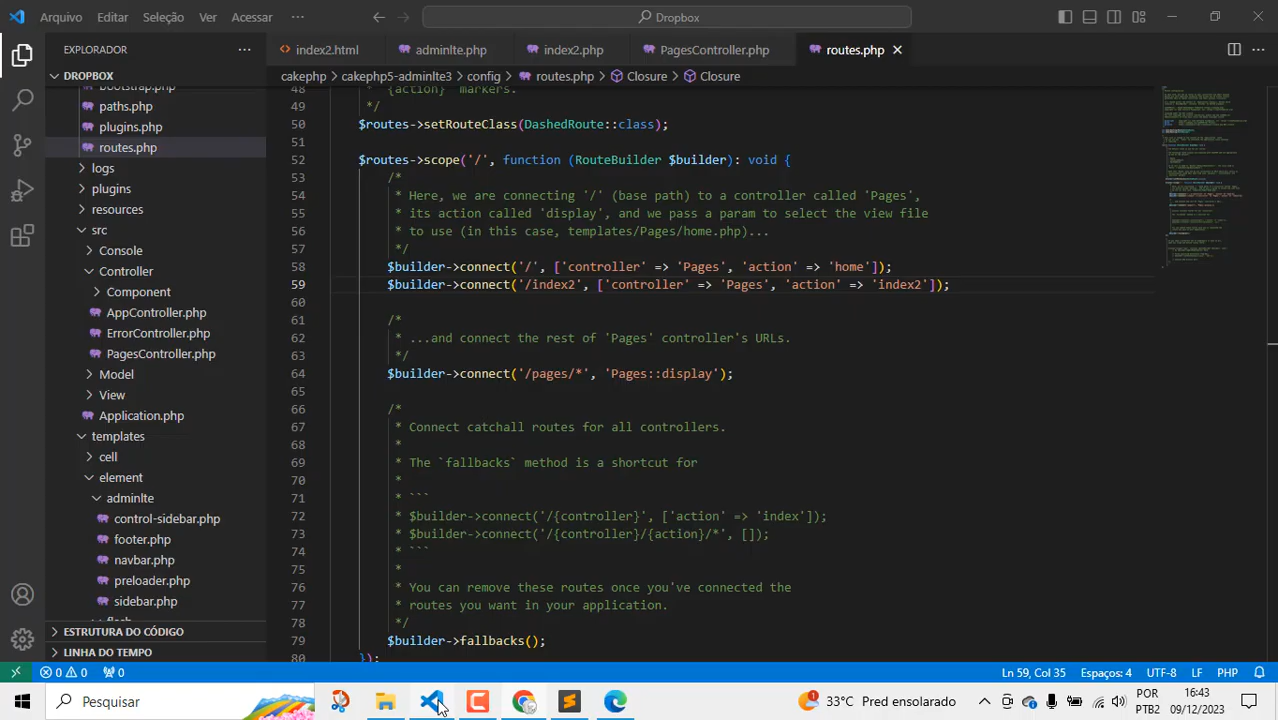 Arquivo Editar Seleção Ver Acessar ··· Dropbox
EXPLORADOR ··· index2.html adminlte.php index2.php PagesController.php routes.php
DROPBOX cakephp > cakephp5-adminlte3 > config > routes.php > Closure > Closure
bootstrap.php
paths.php
plugins.php
routes.php
logs
plugins
resources
src
Console
Controller
Component
AppController.php
ErrorController.php
PagesController.php
Model
View
Application.php
templates
cell
element
adminlte
control-sidebar.php
footer.php
navbar.php
preloader.php
sidebar.php
ESTRUTURA DO CÓDIGO
LINHA DO TEMPO
48 {action} markers.
49 */
50 $routes->setRou (DashedRoute::class);
51
52 $routes->scope('/', function (RouteBuilder $builder): void {
53 /*
54 * Here, we're connecting '/' (base path) to a controller called 'Pages',
55 * its action called 'display', and we pass a param to select the view fi
56 * to use (in this case, templates/Pages/home.php)...
57 */
58 $builder->connect('/', ['controller' => 'Pages', 'action' => 'home']);
59 $builder->connect('/index2', ['controller' => 'Pages', 'action' => 'index2']);
60
61 /*
62 * ...and connect the rest of 'Pages' controller's URLs.
63 */
64 $builder->connect('/pages/*', 'Pages::display');
65
66 /*
67 * Connect catchall routes for all controllers.
68 *
69 * The `fallbacks` method is a shortcut for
70 *
71 * ```
72 * $builder->connect('/{controller}', ['action' => 'index']);
73 * $builder->connect('/{controller}/{action}/*', []);
74 * ```
75 *
76 * You can remove these routes once you've connected the
77 * routes you want in your application.
78 */
79 $builder->fallbacks();
80 });
0 0 0 Ln 59, Col 35 Espaços: 4 UTF-8 LF PHP
Pesquisar 1 33°C Pred ensolarado POR 16:43
PTB2 09/12/2023